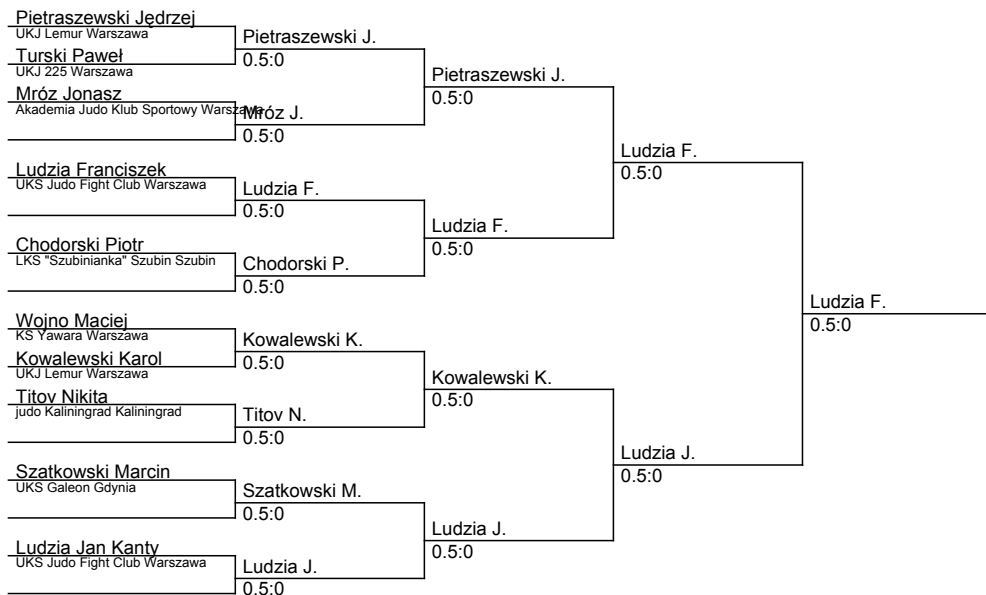 Pietraszewski Jędrzej
UKJ Lemur Warszawa
Turski Paweł
UKJ 225 Warszawa
Mróz Jonasz
Akademia Judo Klub Sportowy Warszawa
Ludzia Franciszek
UKS Judo Fight Club Warszawa
Chodorski Piotr
LKS "Szubinianka" Szubin Szubin
Wojno Maciej
KS Yawara Warszawa
Kowalewski Karol
UKJ Lemur Warszawa
Titov Nikita
judo Kaliningrad Kaliningrad
Szatkowski Marcin
UKS Galeon Gdynia
Ludzia Jan Kanty
UKS Judo Fight Club Warszawa
Pietraszewski J.
0.5:0
Mróz J.
0.5:0
Ludzia F.
0.5:0
Chodorski P.
0.5:0
Kowalewski K.
0.5:0
Titov N.
0.5:0
Szatkowski M.
0.5:0
Ludzia J.
0.5:0
Pietraszewski J.
0.5:0
Ludzia F.
0.5:0
Kowalewski K.
0.5:0
Ludzia J.
0.5:0
Ludzia F.
0.5:0
Ludzia J.
0.5:0
Ludzia F.
0.5:0